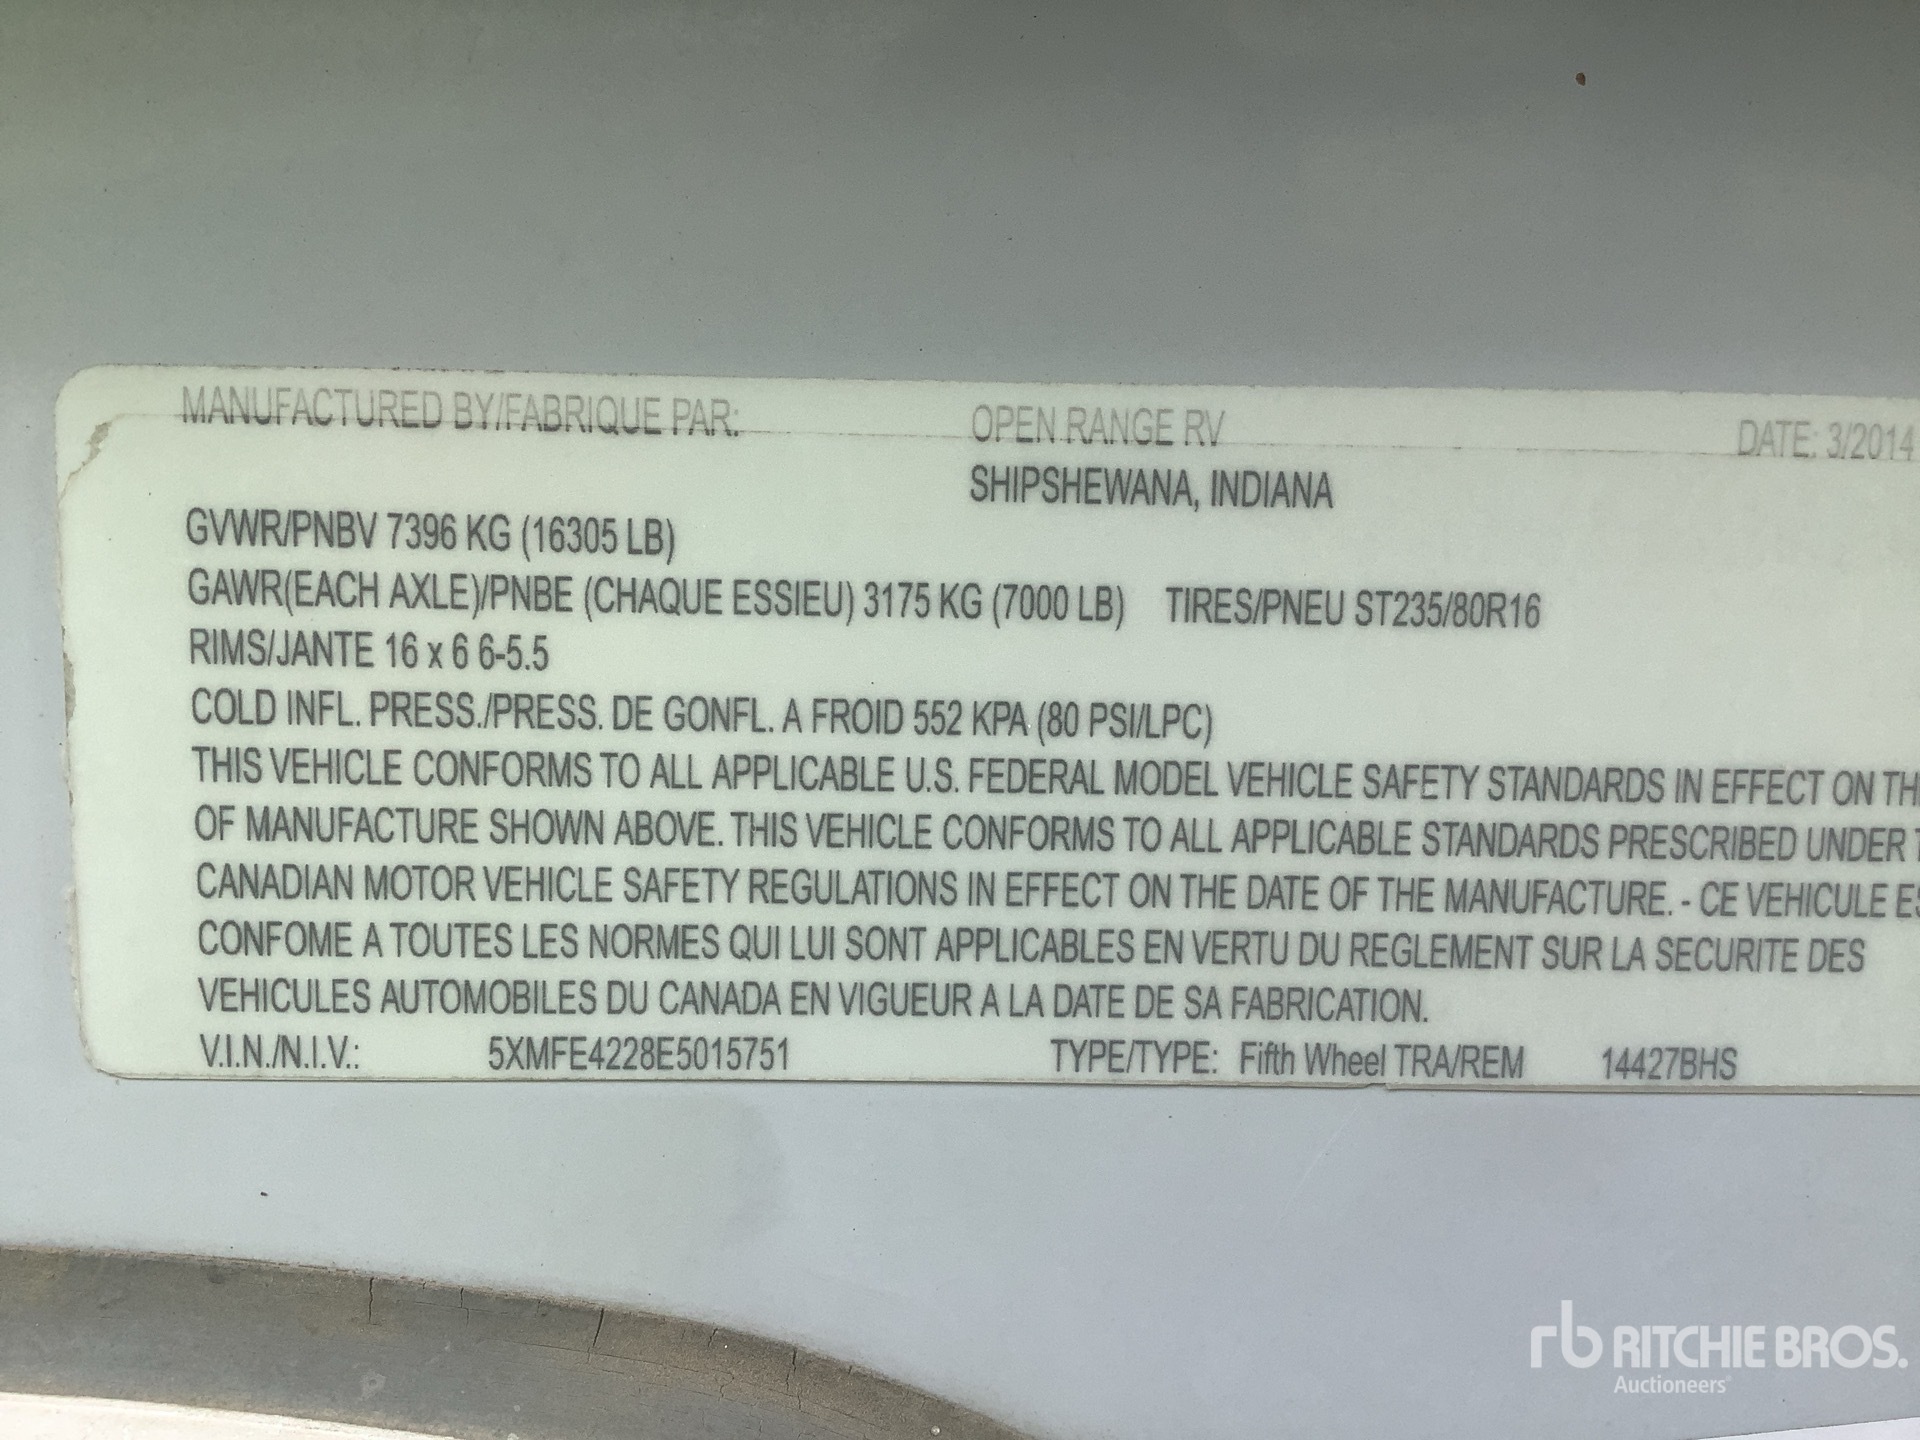 MANUFACTURED BY/FABRIQUE PAR: OPEN RANGE RV DATE: 3/2014
SHIPSHEWANA, INDIANA
GVWR/PNBV 7396 KG (16305 LB)
GAWR(EACH AXLE)/PNBE (CHAQUE ESSIEU) 3175 KG (7000 LB) TIRES/PNEU ST235/80R16
RIMS/JANTE 16 x 6 6-5.5
COLD INFL. PRESS./PRESS. DE GONFL. A FROID 552 KPA (80 PSI/LPC)
THIS VEHICLE CONFORMS TO ALL APPLICABLE U.S. FEDERAL MODEL VEHICLE SAFETY STANDARDS IN EFFECT ON TH
OF MANUFACTURE SHOWN ABOVE. THIS VEHICLE CONFORMS TO ALL APPLICABLE STANDARDS PRESCRIBED UNDER T
CANADIAN MOTOR VEHICLE SAFETY REGULATIONS IN EFFECT ON THE DATE OF THE MANUFACTURE. - CE VEHICULE ES
CONFOME A TOUTES LES NORMES QUI LUI SONT APPLICABLES EN VERTU DU REGLEMENT SUR LA SECURITE DES
VEHICULES AUTOMOBILES DU CANADA EN VIGUEUR A LA DATE DE SA FABRICATION.
V.I.N./N.I.V.: 5XMFE4228E5015751 TYPE/TYPE: Fifth Wheel TRA/REM 14427BHS
rb RITCHIE BROS.
Auctioneers